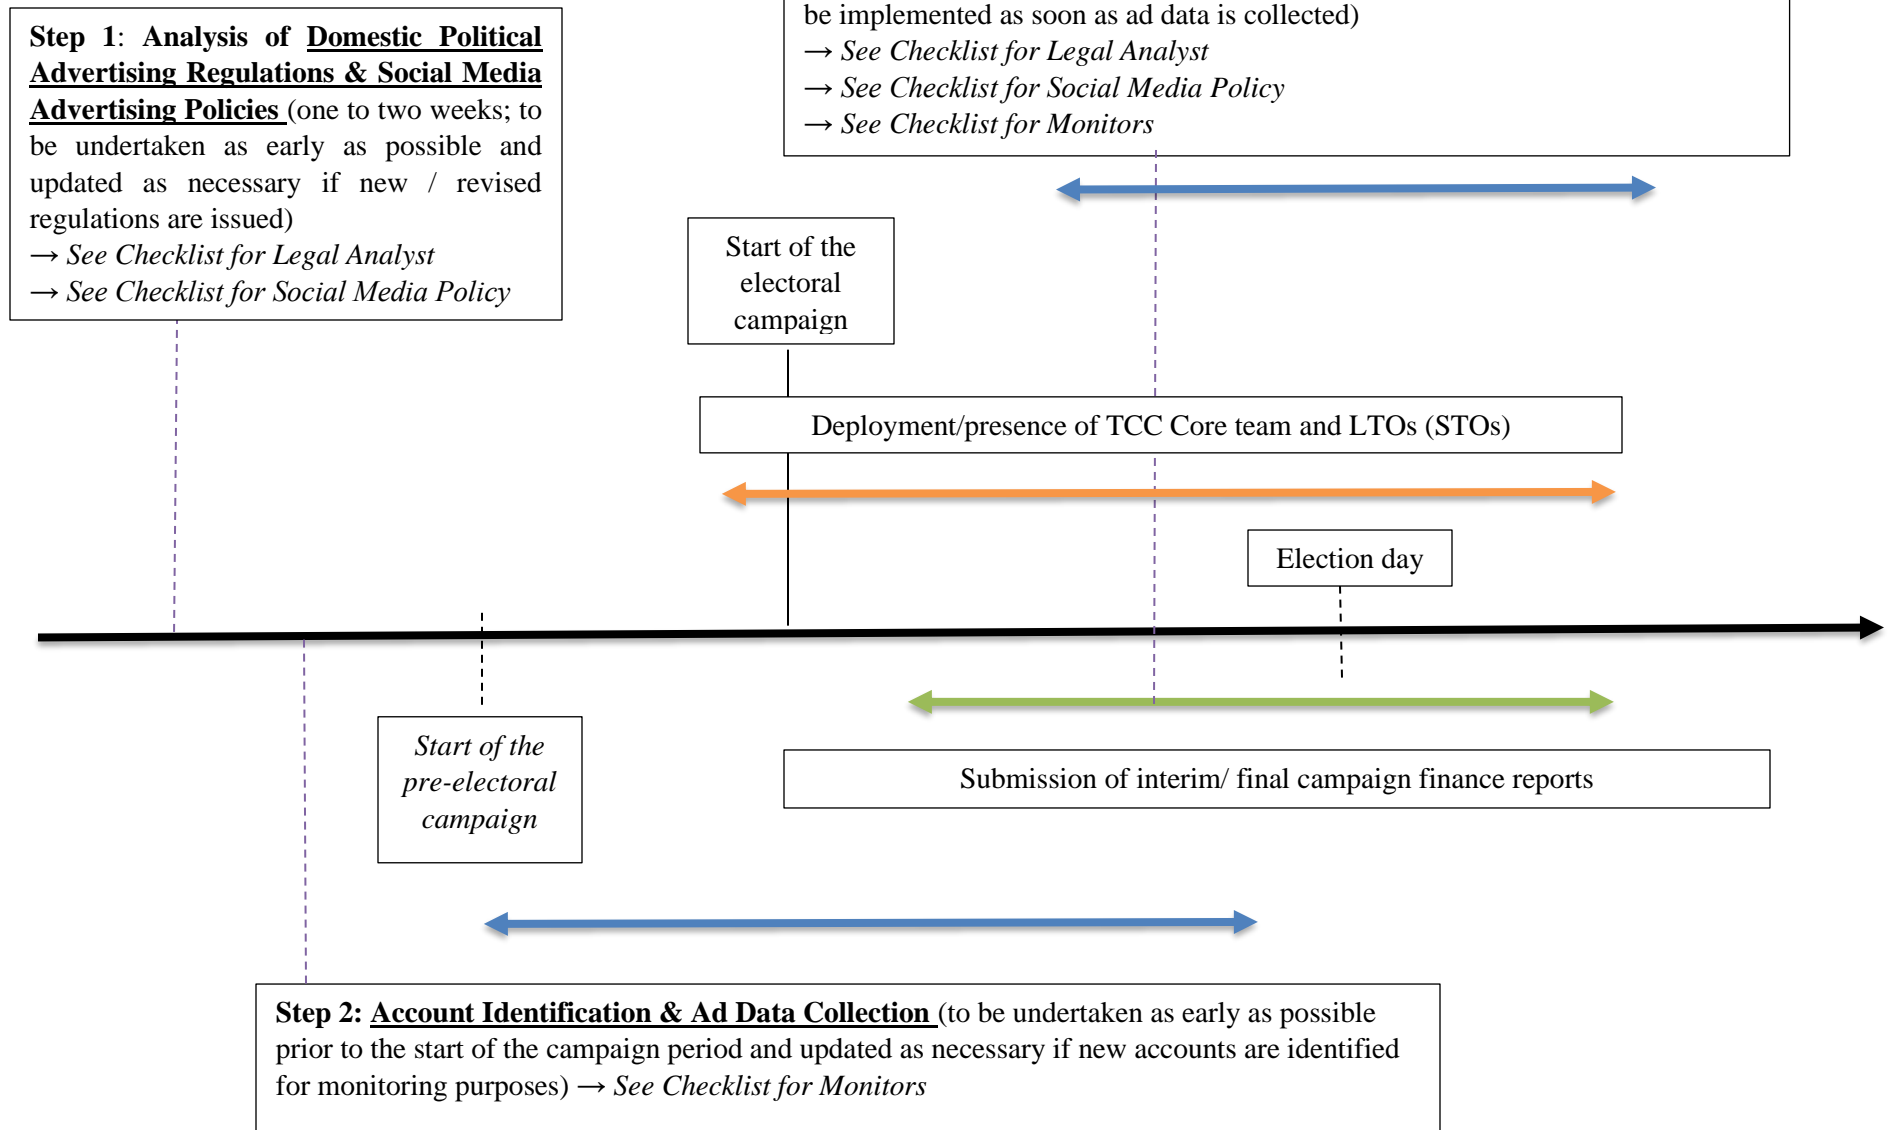 be implemented as soon as ad data is collected)
→ See Checklist for Legal Analyst
→ See Checklist for Social Media Policy
→ See Checklist for Monitors
Step 1: Analysis of Domestic Political
Advertising Regulations & Social Media
Advertising Policies (one to two weeks; to
be undertaken as early as possible and
updated as necessary if new / revised
regulations are issued)
→ See Checklist for Legal Analyst
→ See Checklist for Social Media Policy
Start of the
electoral
campaign
Deployment/presence of TCC Core team and LTOs (STOs)
Election day
Start of the
pre-electoral
campaign
Submission of interim/ final campaign finance reports
Step 2: Account Identification & Ad Data Collection (to be undertaken as early as possible
prior to the start of the campaign period and updated as necessary if new accounts are identified
for monitoring purposes) → See Checklist for Monitors